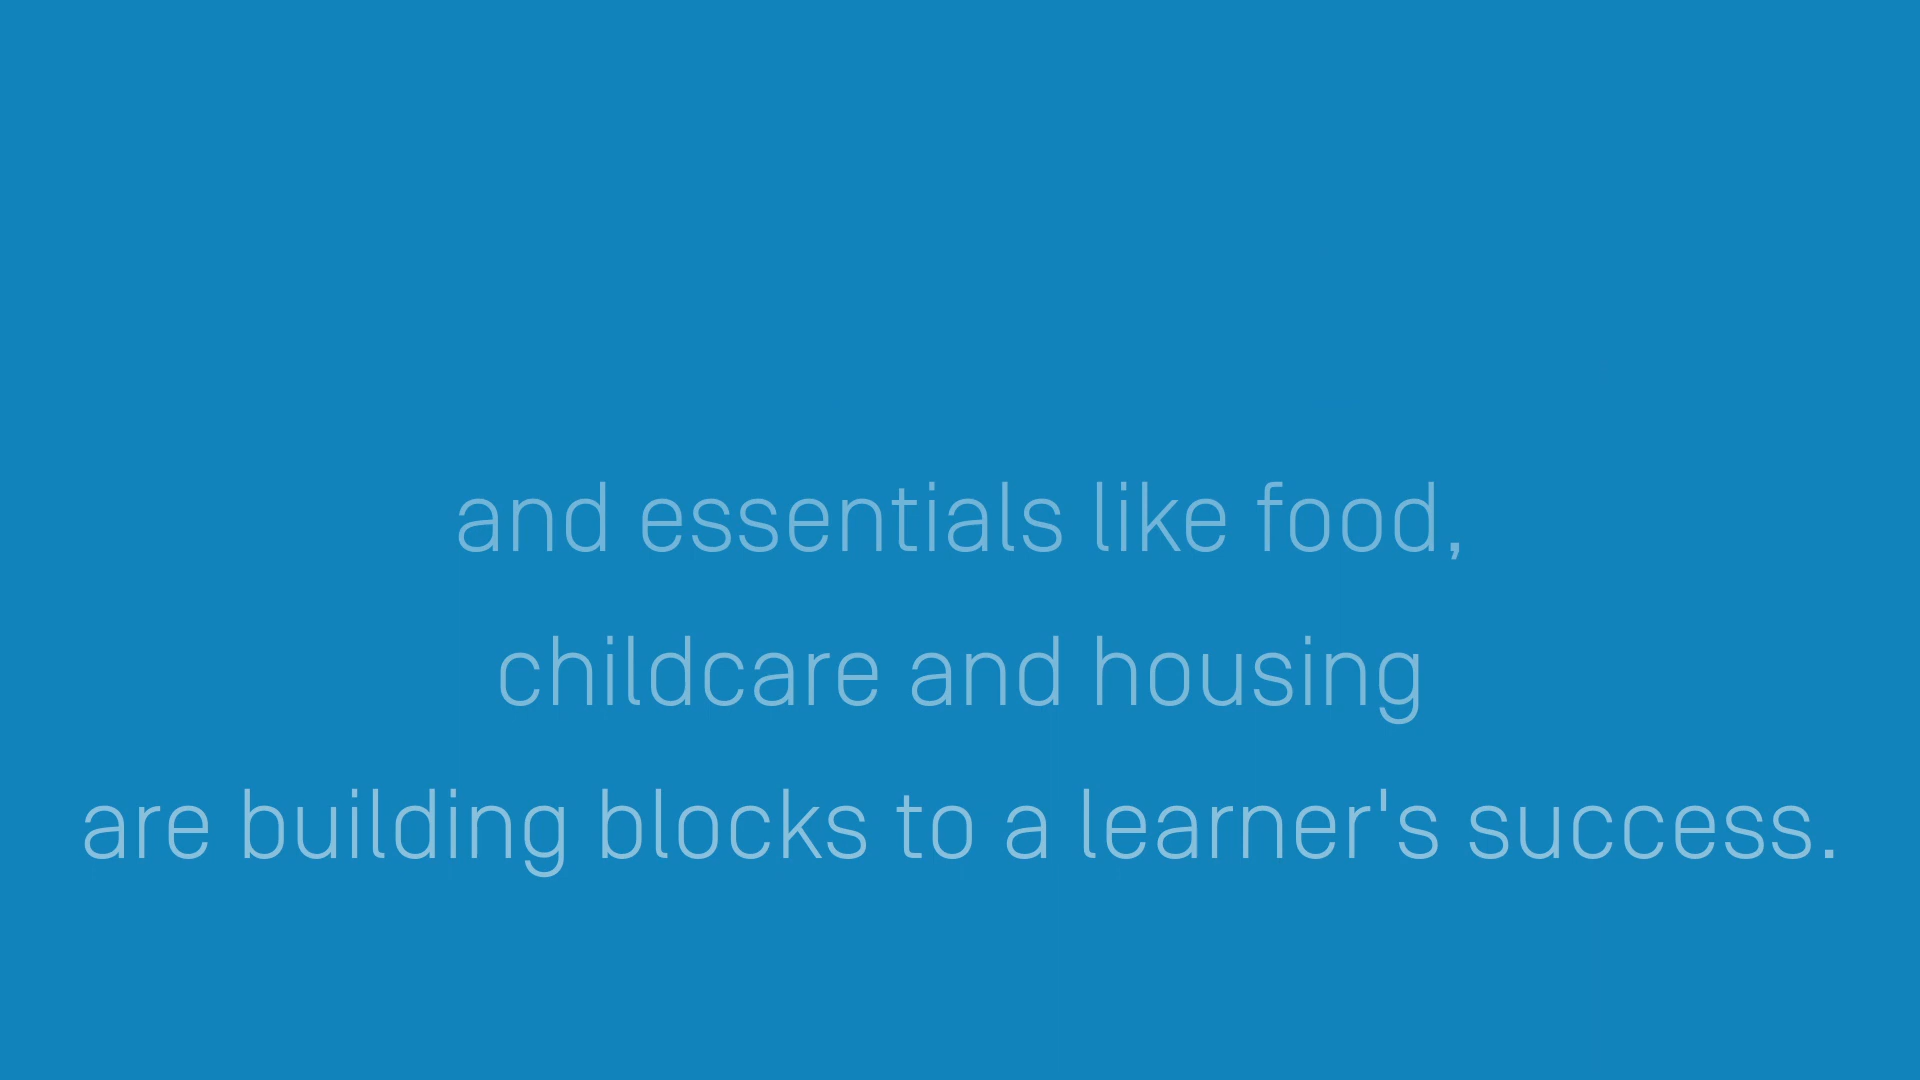 and essentials like food,
childcare and housing
are building blocks to a learner's success.